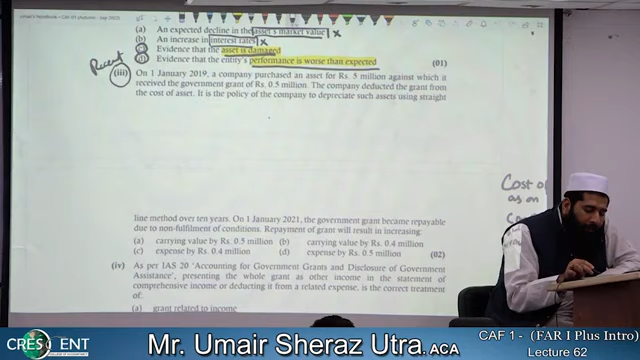 (a) An expected decline in the asset's market value x
(b) An increase in interest rates x
(c) Evidence that the asset is damaged
(d) Evidence that the entity's performance is worse than expected (01)
Recent
(iii) On 1 January 2019, a company purchased an asset for Rs. 5 million against which it
received the government grant of Rs. 0.5 million. The company deducted the grant from
the cost of asset. It is the policy of the company to depreciate such assets using straight
Cost of
as on
line method over ten years. On 1 January 2021, the government grant became repayable
due to non-fulfilment of conditions. Repayment of grant will result in increasing:
(a) carrying value by Rs. 0.5 million (b) carrying value by Rs. 0.4 million
(c) expense by Rs. 0.4 million (d) expense by Rs. 0.5 million (02)
(iv) As per IAS 20 'Accounting for Government Grants and Disclosure of Government
Assistance', presenting the whole grant as other income in the statement of
comprehensive income or deducting it from a related expense, is the correct treatment
of:
(a) grant related to income
CRESCENT
Mr. Umair Sheraz Utra. ACA
CAF 1 - (FAR I Plus Intro)
Lecture 62